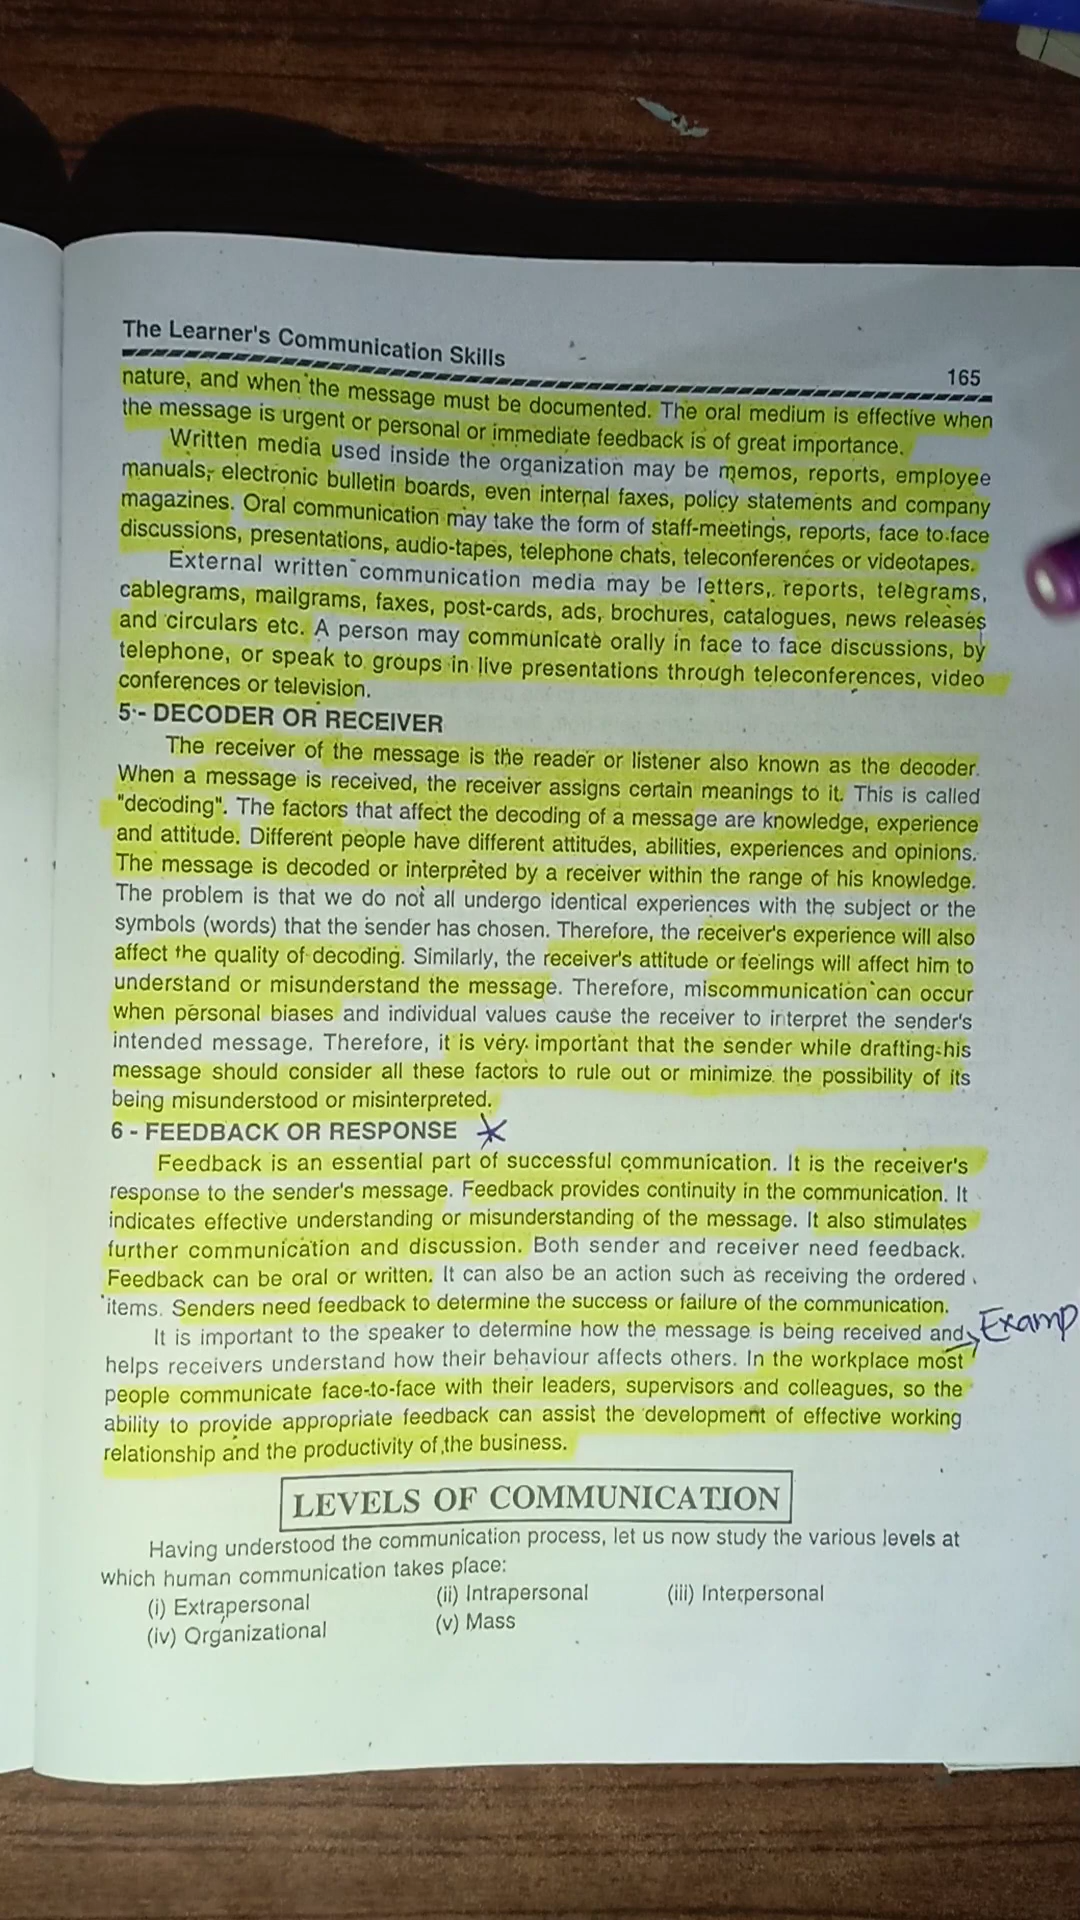 The Learner's Communication Skills
165
nature, and when the message must be documented. The oral medium is effective when
the message is urgent or personal or immediate feedback is of great importance.
Written media used inside the organization may be memos, reports, employee
manuals, electronic bulletin boards, even internal faxes, policy statements and company
magazines. Oral communication may take the form of staff-meetings, reports, face to face
discussions, presentations, audio-tapes, telephone chats, teleconferences or videotapes.
External written communication media may be letters, reports, telegrams,
cablegrams, mailgrams, faxes, post-cards, ads, brochures, catalogues, news releases
and circulars etc. A person may communicate orally in face to face discussions, by
telephone, or speak to groups in live presentations through teleconferences, video
conferences or television.
5 - DECODER OR RECEIVER
The receiver of the message is the reader or listener also known as the decoder.
When a message is received, the receiver assigns certain meanings to it. This is called
"decoding". The factors that affect the decoding of a message are knowledge, experience
and attitude. Different people have different attitudes, abilities, experiences and opinions.
The message is decoded or interpreted by a receiver within the range of his knowledge.
The problem is that we do not all undergo identical experiences with the subject or the
symbols (words) that the sender has chosen. Therefore, the receiver's experience will also
affect the quality of decoding. Similarly, the receiver's attitude or feelings will affect him to
understand or misunderstand the message. Therefore, miscommunication can occur
when personal biases and individual values cause the receiver to interpret the sender's
intended message. Therefore, it is very important that the sender while drafting his
message should consider all these factors to rule out or minimize the possibility of its
being misunderstood or misinterpreted.
6 - FEEDBACK OR RESPONSE
Feedback is an essential part of successful communication. It is the receiver's
response to the sender's message. Feedback provides continuity in the communication. It
indicates effective understanding or misunderstanding of the message. It also stimulates
further communication and discussion. Both sender and receiver need feedback.
Feedback can be oral or written. It can also be an action such as receiving the ordered
items. Senders need feedback to determine the success or failure of the communication.
It is important to the speaker to determine how the message is being received and
Examp
helps receivers understand how their behaviour affects others. In the workplace most
people communicate face-to-face with their leaders, supervisors and colleagues, so the
ability to provide appropriate feedback can assist the development of effective working
relationship and the productivity of the business.
LEVELS OF COMMUNICATION
Having understood the communication process, let us now study the various levels at
which human communication takes place:
(i) Extrapersonal (ii) Intrapersonal (iii) Interpersonal
(iv) Organizational (v) Mass